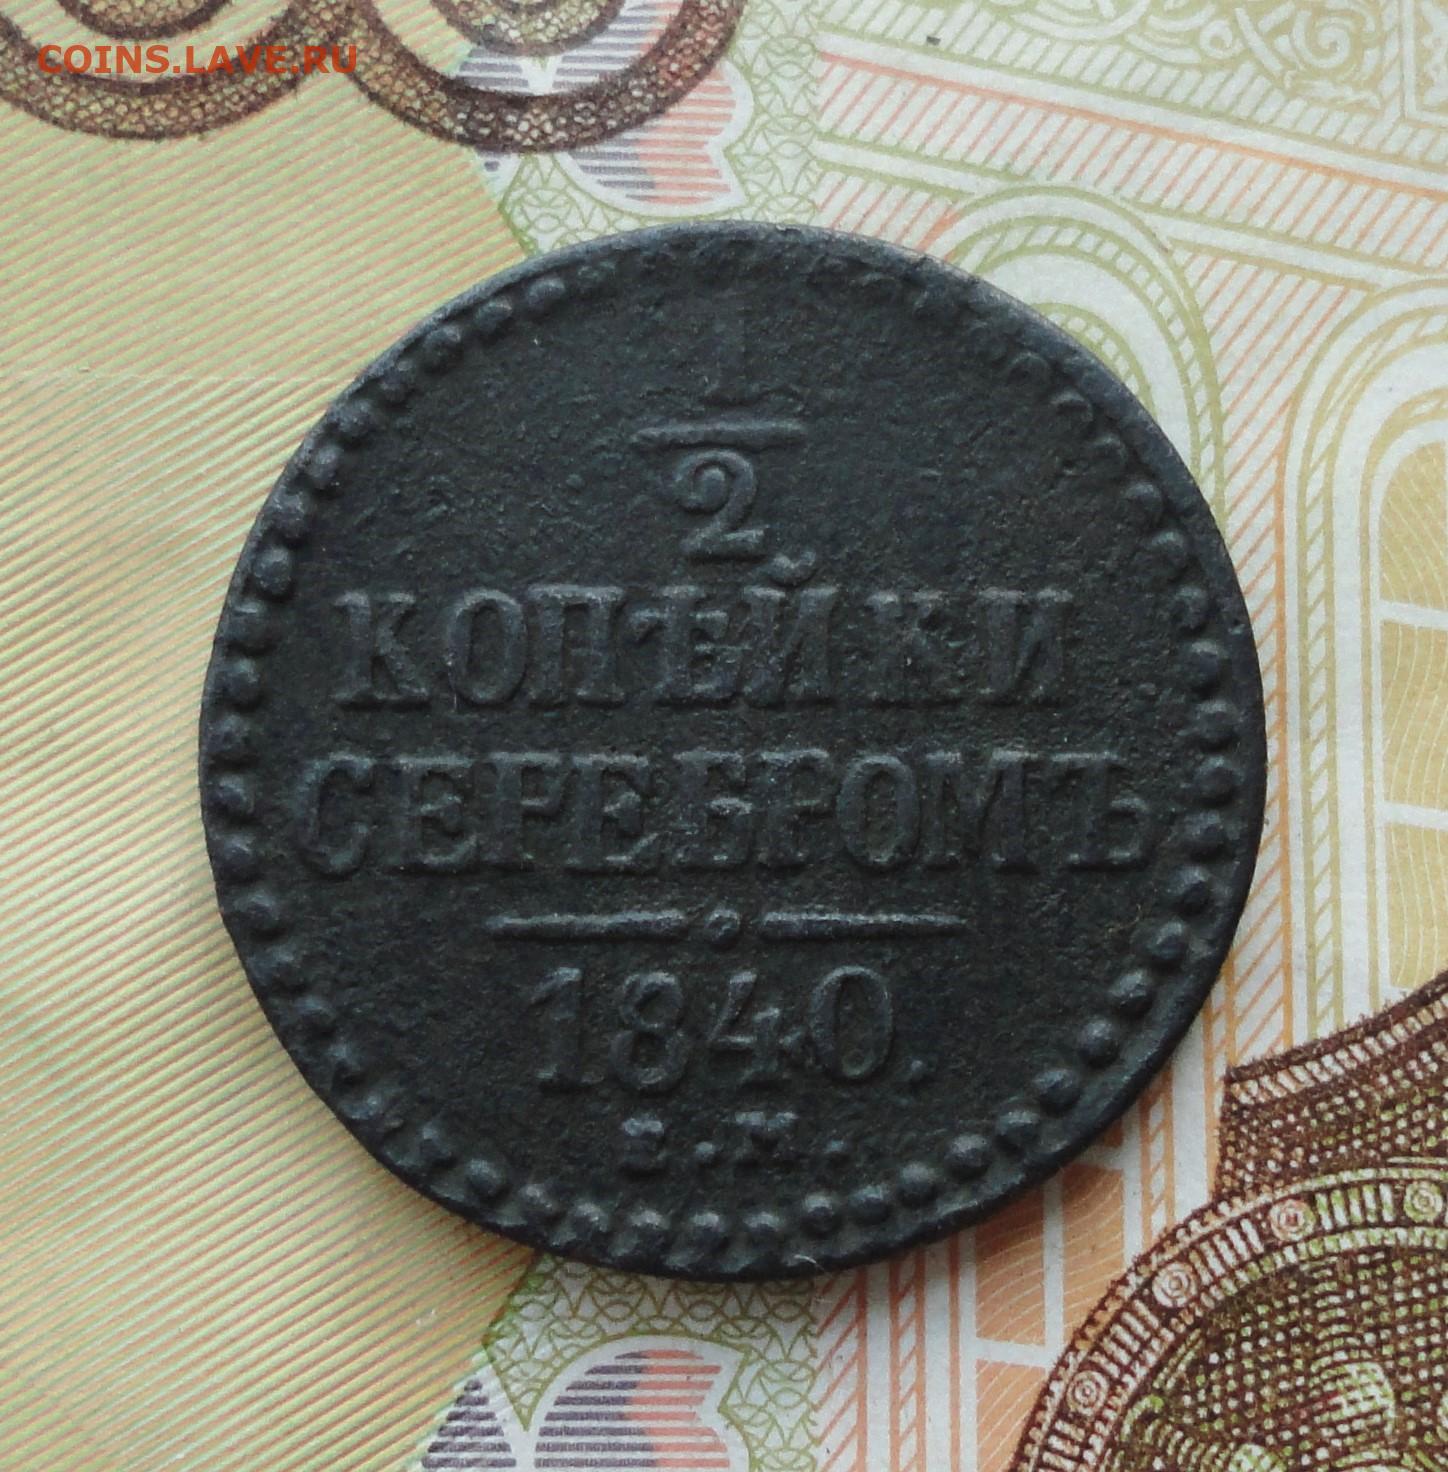 COINS.LAVE.RU
1
2
КОПѢЙКИ
СЕРЕБРОМЪ
1840.
Е.М.